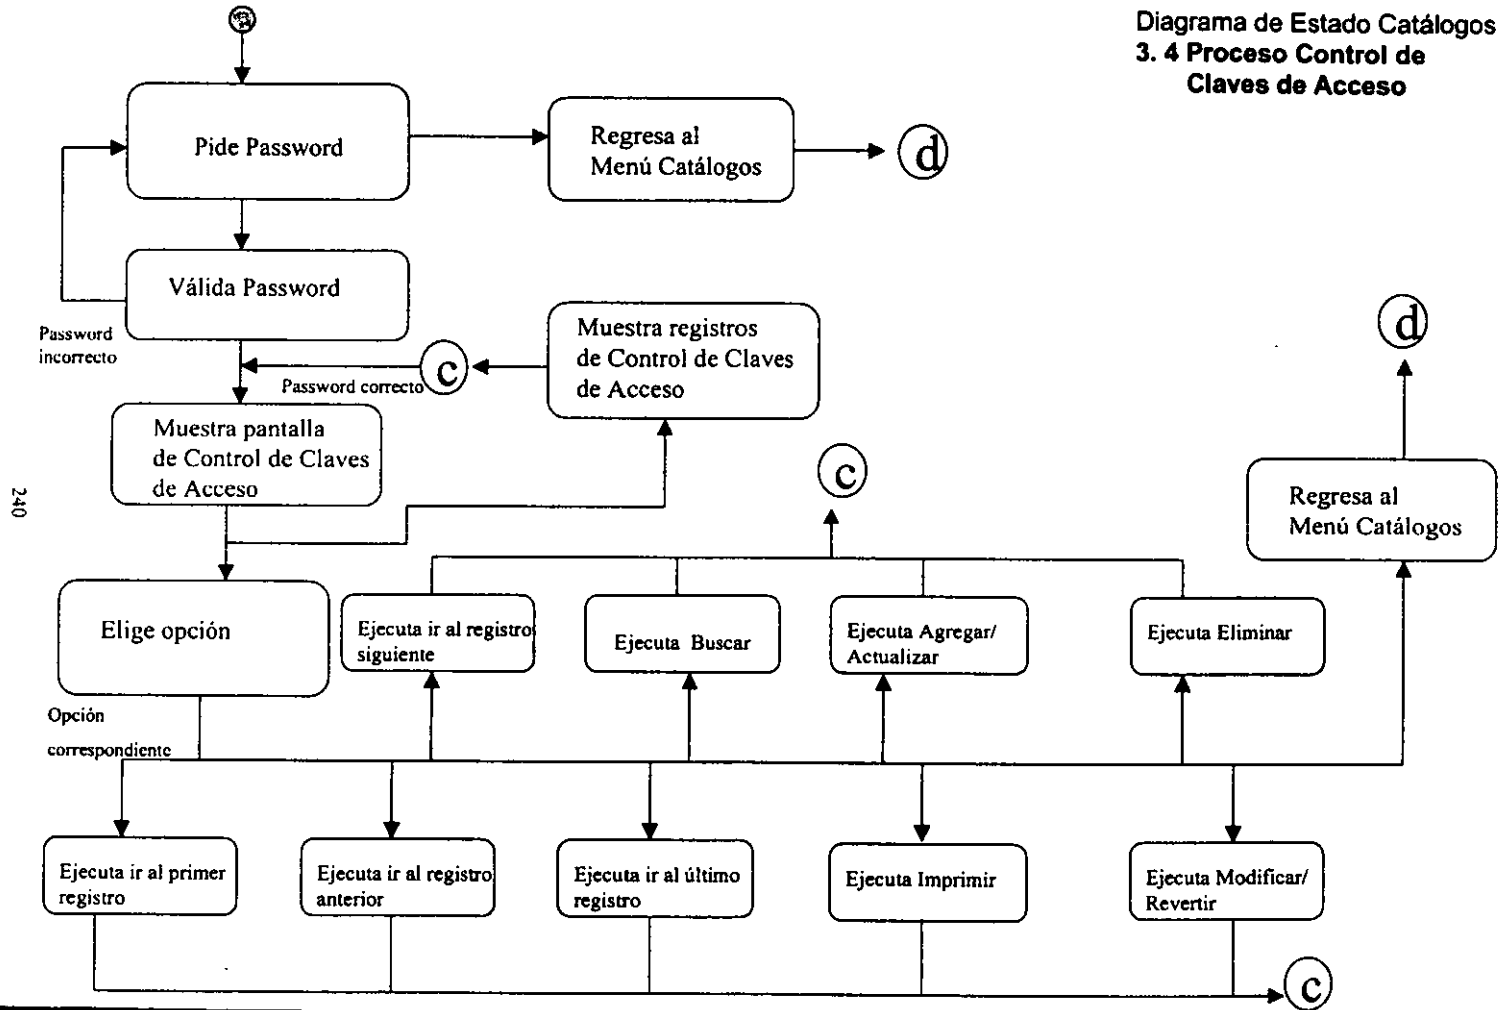 Diagrama de Estado Catálogos
3. 4 Proceso Control de
Claves de Acceso
Pide Password
Regresa al
Menú Catálogos
d
Válida Password
Password
incorrecto
Muestra registros
de Control de Claves
de Acceso
c
Password correcto
d
Muestra pantalla
de Control de Claves
de Acceso
c
Regresa al
Menú Catálogos
240
Elige opción
Ejecuta ir al registro
siguiente
Ejecuta Buscar
Ejecuta Agregar/
Actualizar
Ejecuta Eliminar
Opción
correspondiente
Ejecuta ir al primer
registro
Ejecuta ir al registro
anterior
Ejecuta ir al último
registro
Ejecuta Imprimir
Ejecuta Modificar/
Revertir
c